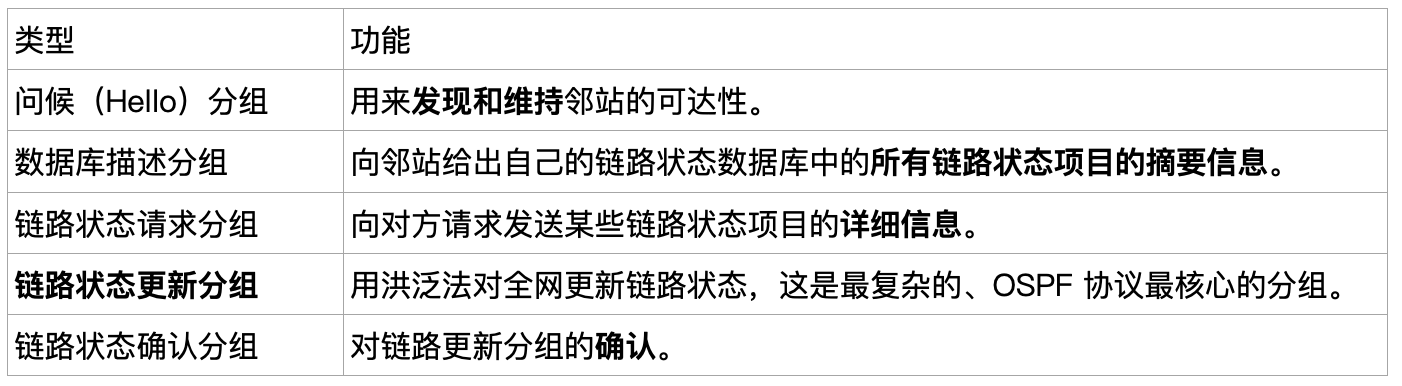 类型 功能
问候（Hello）分组 用来发现和维持邻站的可达性。
数据库描述分组 向邻站给出自己的链路状态数据库中的所有链路状态项目的摘要信息。
链路状态请求分组 向对方请求发送某些链路状态项目的详细信息。
链路状态更新分组 用洪泛法对全网更新链路状态，这是最复杂的、OSPF 协议最核心的分组。
链路状态确认分组 对链路更新分组的确认。